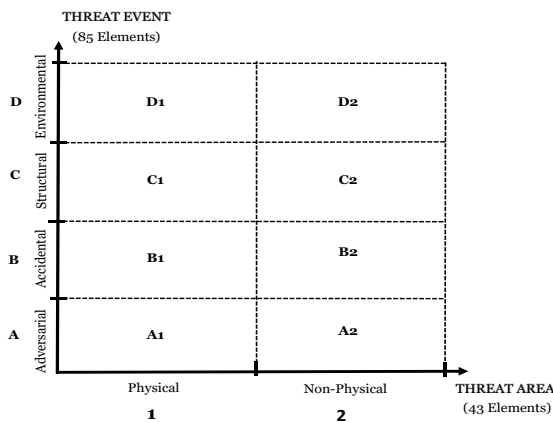 THREAT EVENT
(85 Elements)
D
Environmental
D1
D2
C
Structural
C1
C2
B
Accidental
B1
B2
A
Adversarial
A1
A2
Physical
Non-Physical
THREAT AREA
1
2
(43 Elements)